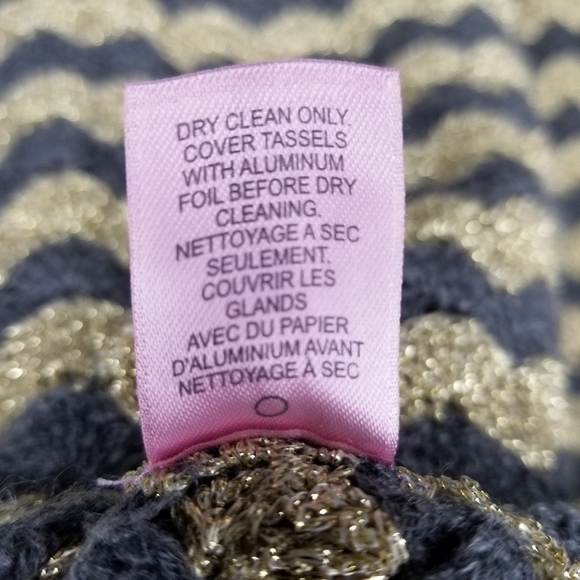 DRY CLEAN ONLY.
COVER TASSELS
WITH ALUMINUM
FOIL BEFORE DRY
CLEANING.
NETTOYAGE A SEC
SEULEMENT.
COUVRIR LES
GLANDS
AVEC DU PAPIER
D'ALUMINIUM AVANT
NETTOYAGE À SEC